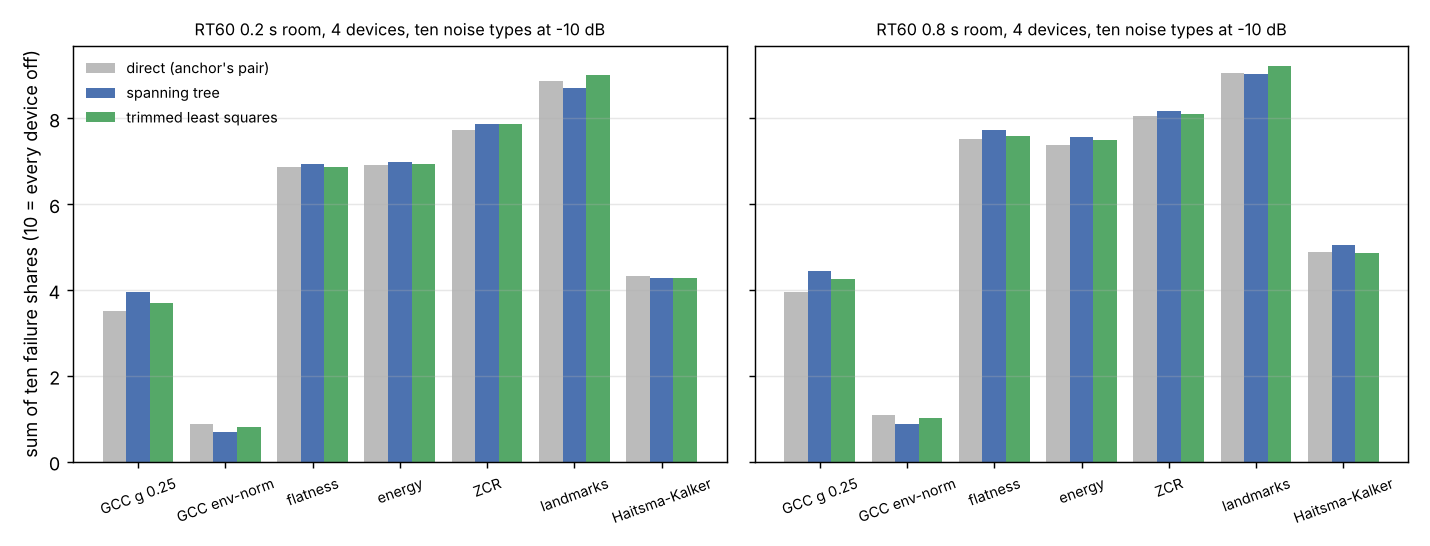 RT60 0.2 s room, 4 devices, ten noise types at -10 dB
RT60 0.8 s room, 4 devices, ten noise types at -10 dB
sum of ten failure shares (10 = every device off)
direct (anchor's pair)
spanning tree
trimmed least squares
8
6
4
2
0
GCC g 0.25
GCC env-norm
flatness
energy
ZCR
landmarks
Haitsma-Kalker
GCC g 0.25
GCC env-norm
flatness
energy
ZCR
landmarks
Haitsma-Kalker